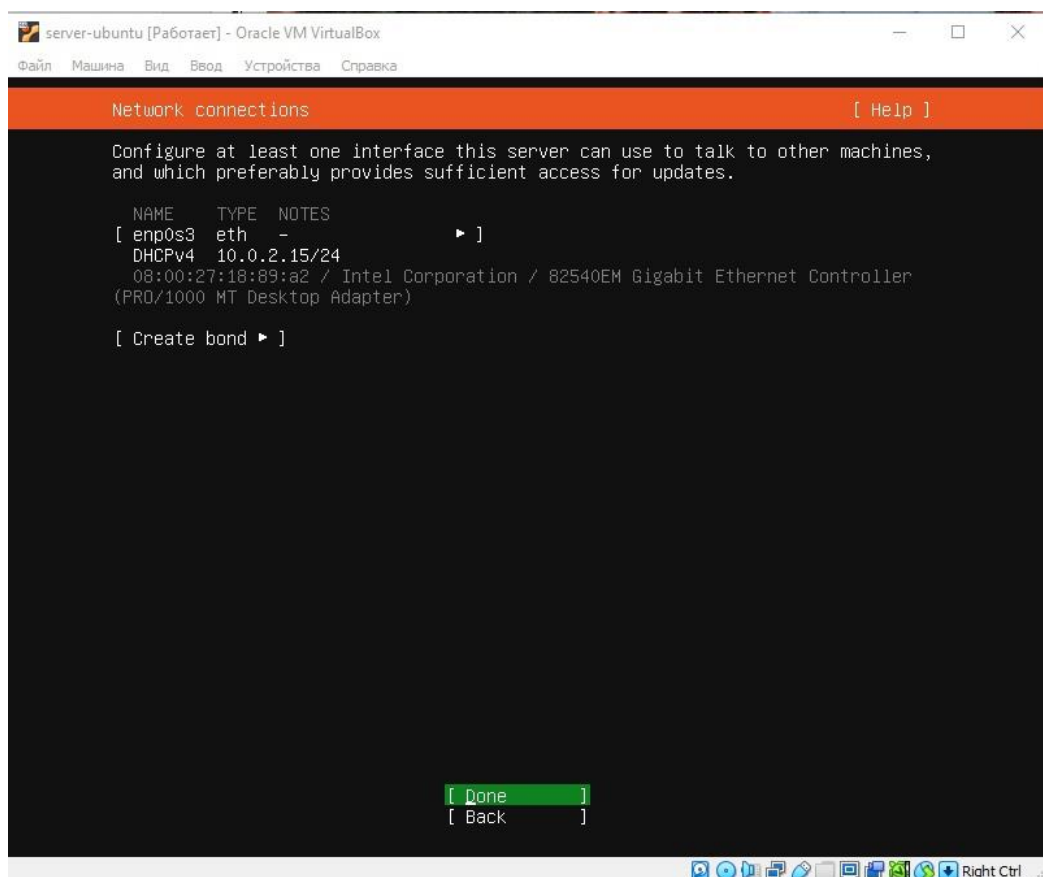 server-ubuntu [Работает] - Oracle VM VirtualBox
Файл Машина Вид Ввод Устройства Справка
Network connections [ Help ]
Configure at least one interface this server can use to talk to other machines,
and which preferably provides sufficient access for updates.
NAME TYPE NOTES
[ enp0s3 eth - ▸ ]
DHCPv4 10.0.2.15/24
08:00:27:18:89:a2 / Intel Corporation / 82540EM Gigabit Ethernet Controller
(PRO/1000 MT Desktop Adapter)
[ Create bond ▸ ]
[ Done ]
[ Back ]
Right Ctrl